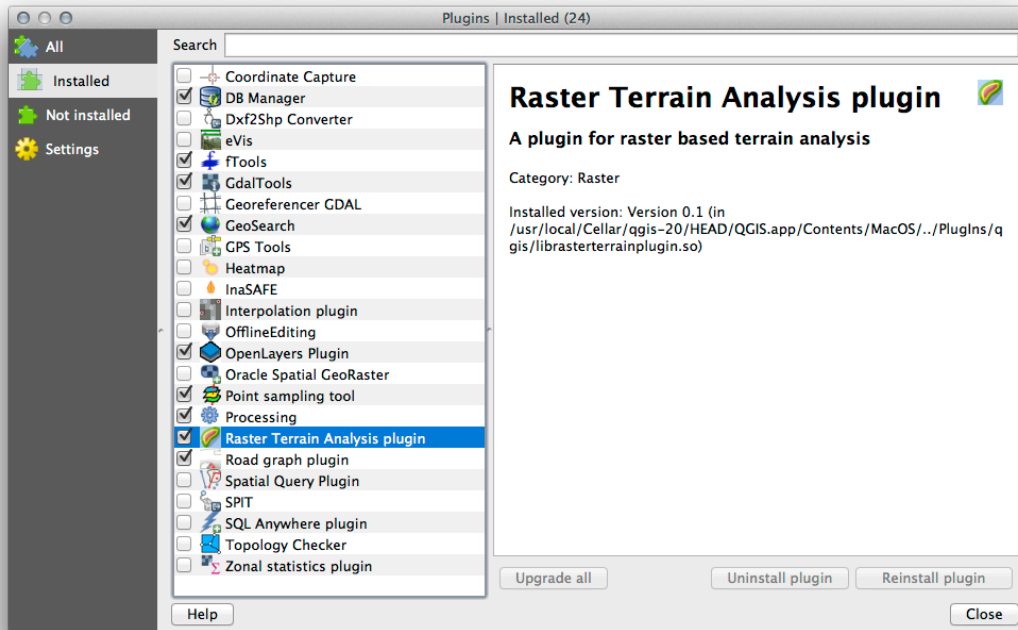 Plugins | Installed (24)
All
Installed
Not installed
Settings
Search
Coordinate Capture
DB Manager
Dxf2Shp Converter
eVis
fTools
GdalTools
Georeferencer GDAL
GeoSearch
GPS Tools
Heatmap
InaSAFE
Interpolation plugin
OfflineEditing
OpenLayers Plugin
Oracle Spatial GeoRaster
Point sampling tool
Processing
Raster Terrain Analysis plugin
Road graph plugin
Spatial Query Plugin
SPIT
SQL Anywhere plugin
Topology Checker
Zonal statistics plugin
Raster Terrain Analysis plugin
A plugin for raster based terrain analysis
Category: Raster
Installed version: Version 0.1 (in
/usr/local/Cellar/qgis-20/HEAD/QGIS.app/Contents/MacOS/../PlugIns/q
gis/librasterterrainplugin.so)
Upgrade all
Uninstall plugin
Reinstall plugin
Help
Close